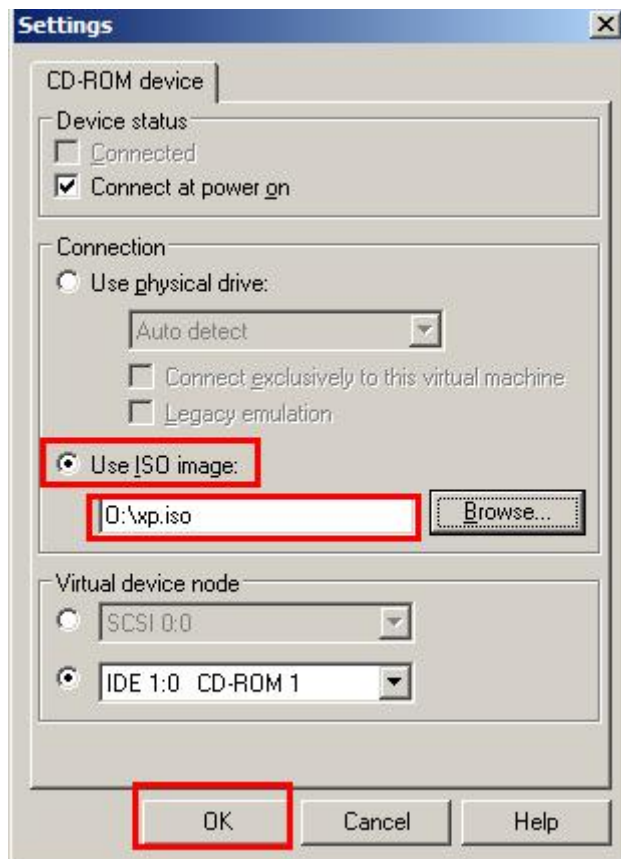 Settings
CD-ROM device
Device status
Connected
Connect at power on
Connection
Use physical drive:
Auto detect
Connect exclusively to this virtual machine
Legacy emulation
Use ISO image:
O:\xp.iso
Browse...
Virtual device node
SCSI 0:0
IDE 1:0 CD-ROM 1
OK Cancel Help